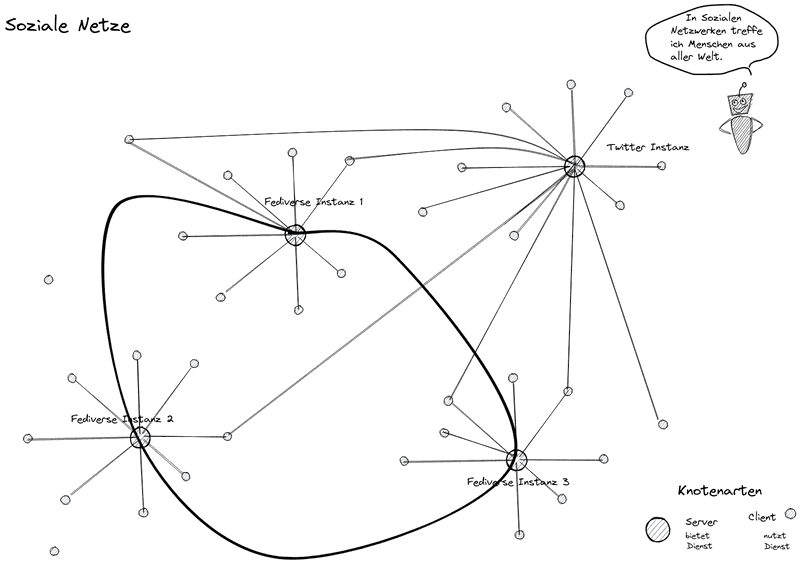 Soziale Netze
In Sozialen
Netzwerken treffe
ich Menschen aus
aller Welt.
Twitter Instanz
Fediverse Instanz 1
Fediverse Instanz 2
Fediverse Instanz 3
Knotenarten
Server
bietet
Dienst
Client
nutzt
Dienst